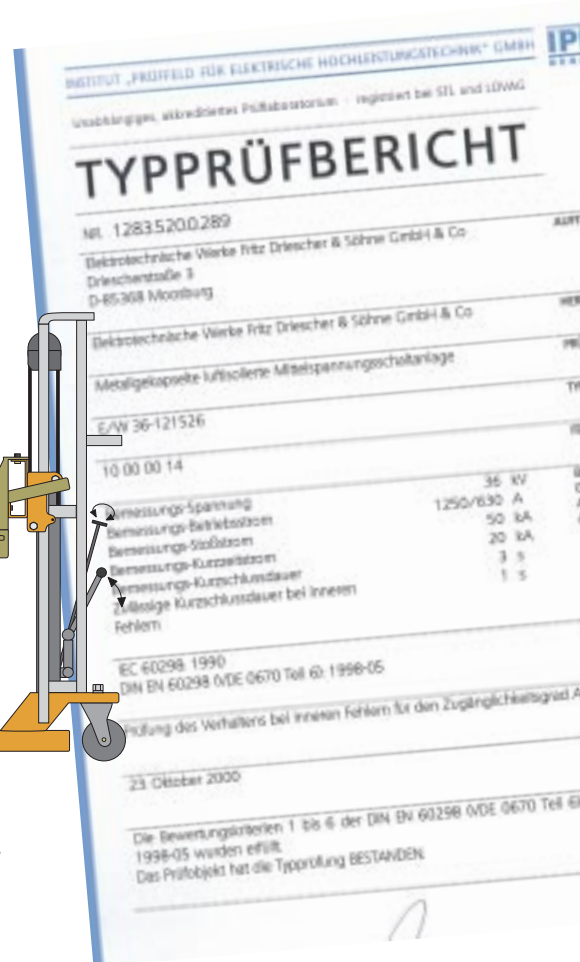 INSTITUT „PRÜFFELD FÜR ELEKTRISCHE HOCHLEISTUNGSTECHNIK" GMBH
Unabhängiges, akkreditiertes Prüflaboratorium · registriert bei STL und LOVAG
TYPPRÜFBERICHT
NR. 1283.520.0.289
Elektrotechnische Werke Fritz Driescher & Söhne GmbH & Co
Driescherstraße 3
D-85368 Moosburg
Elektrotechnische Werke Fritz Driescher & Söhne GmbH & Co
Metallgekapselte luftisolierte Mittelspannungsschaltanlage
E/W 36-121526
10 00 00 14
Bemessungs-Spannung 36 kV
Bemessungs-Betriebsstrom 1250/630 A
Bemessungs-Stoßstrom 50 kA
Bemessungs-Kurzzeitstrom 20 kA
Bemessungs-Kurzschlussdauer 3 s
Zulässige Kurzschlussdauer bei inneren 1 s
Fehlern
IEC 60298: 1990
DIN EN 60298 (VDE 0670 Teil 6): 1998-05
Prüfung des Verhaltens bei inneren Fehlern für den Zugänglichkeitsgrad A
23. Oktober 2000
Die Bewertungskriterien 1 bis 6 der DIN EN 60298 (VDE 0670 Teil 6)
1998-05 wurden erfüllt.
Das Prüfobjekt hat die Typprüfung BESTANDEN.